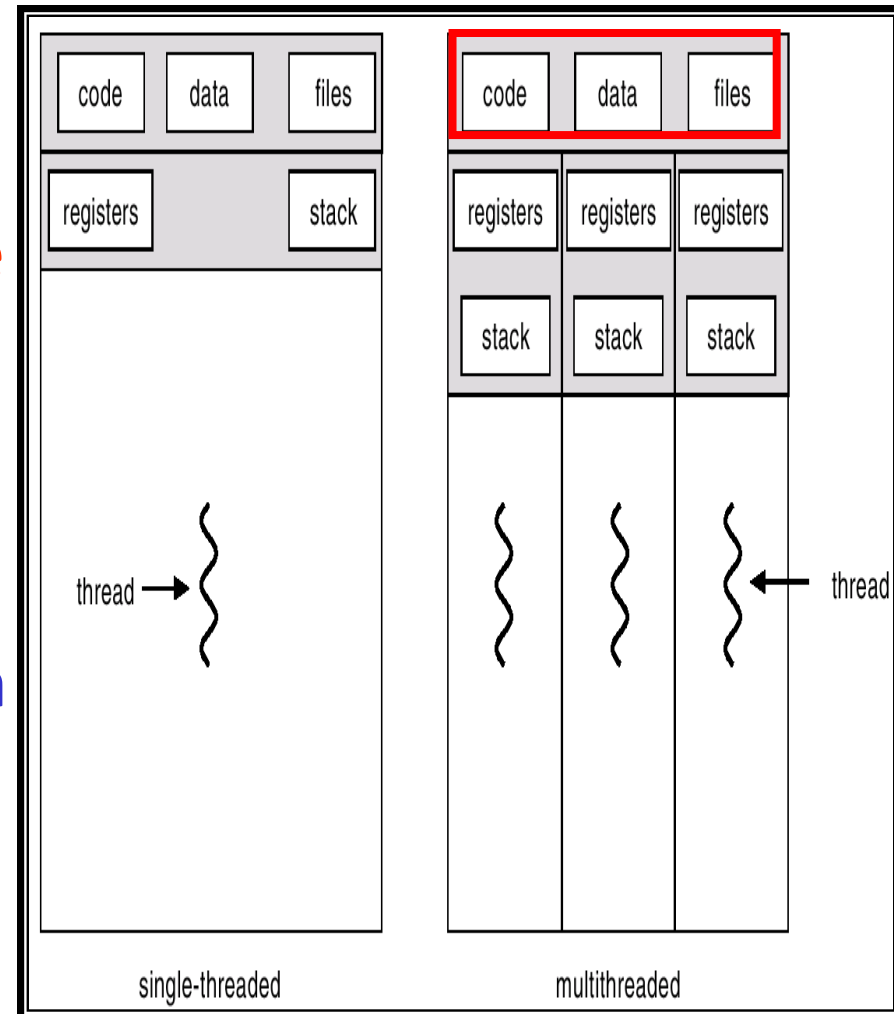 code data files
registers stack
thread
single-threaded
code data files
registers registers registers
stack stack stack
thread
multithreaded